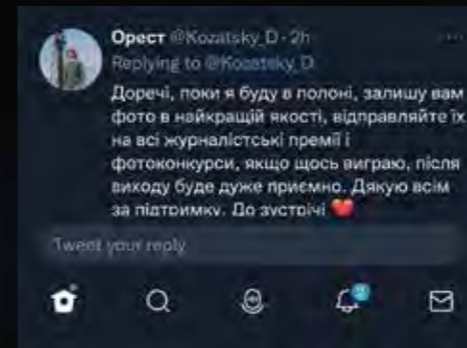 Орест @Kozatsky_D · 2h
Replying to @Kozatsky_D
Доречі, поки я буду в полоні, залишу вам
фото в найкращій якості, відправляйте їх
на всі журналістські премії і
фотоконкурси, якщо щось виграю, після
виходу буде дуже приємно. Дякую всім
за підтримку. До зустрічі ❤️
Tweet your reply